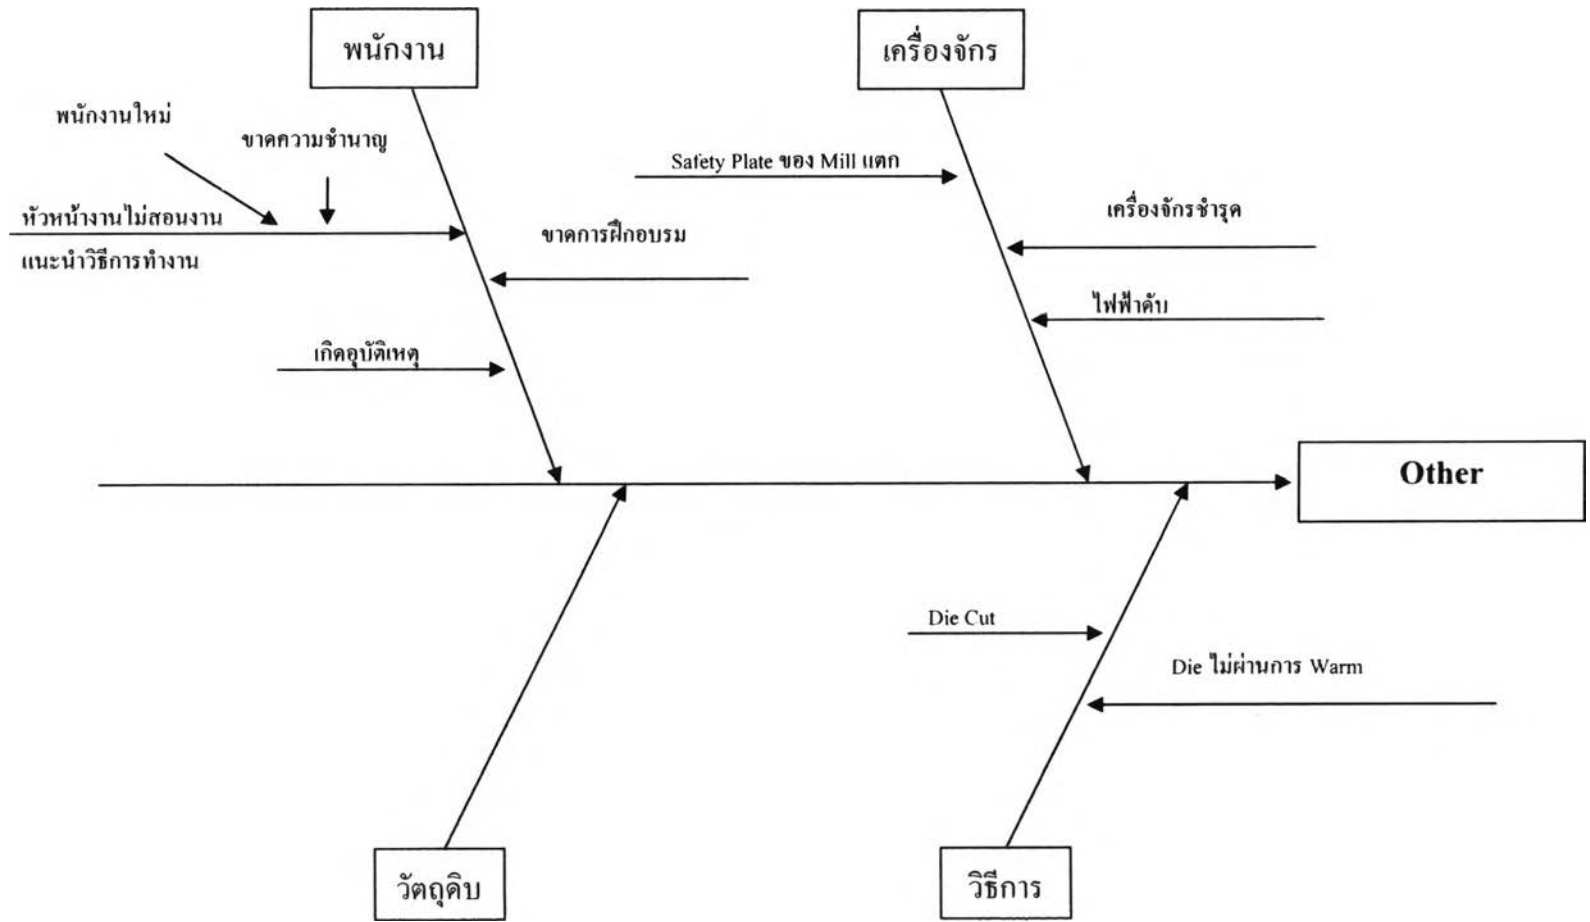 พนักงาน
เครื่องจักร
พนักงานใหม่
ขาดความชำนาญ
Safety Plate ของ Mill แตก
หัวหน้างานไม่สอนงาน
แนะนำวิธีการทำงาน
ขาดการฝึกอบรม
เครื่องจักรชำรุด
ไฟฟ้าดับ
เกิดอุบัติเหตุ
Other
Die Cut
Die ไม่ผ่านการ Warm
วัตถุดิบ
วิธีการ